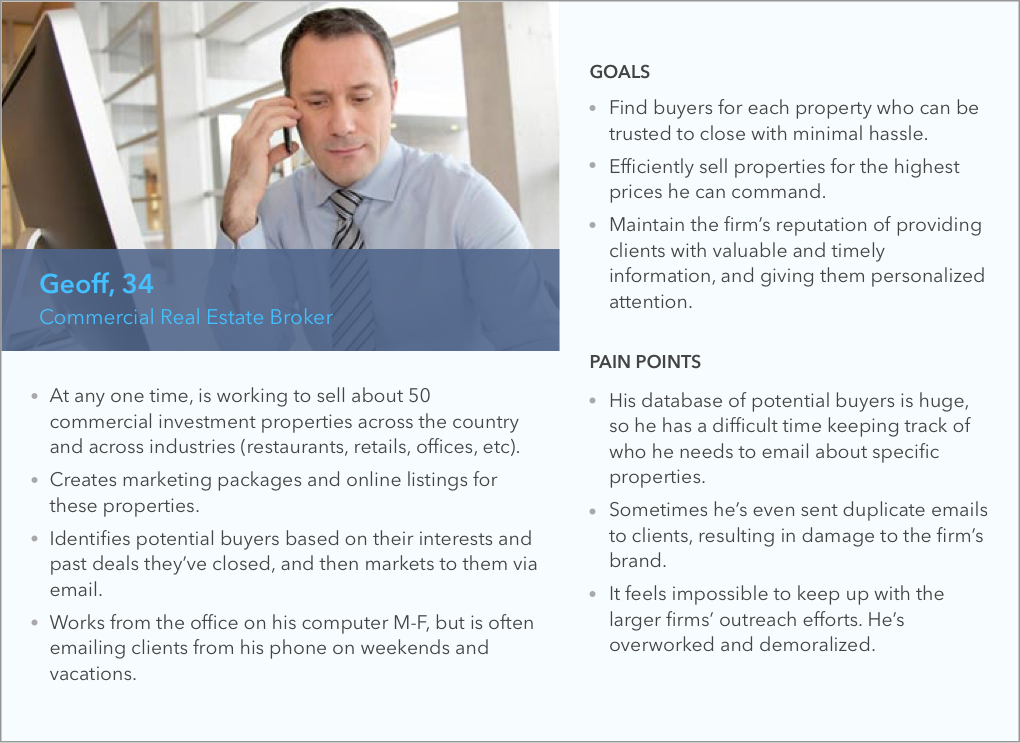 Geoff, 34
Commercial Real Estate Broker
At any one time, is working to sell about 50
commercial investment properties across the country
and across industries (restaurants, retails, offices, etc).
Creates marketing packages and online listings for
these properties.
Identifies potential buyers based on their interests and
past deals they’ve closed, and then markets to them via
email.
Works from the office on his computer M-F, but is often
emailing clients from his phone on weekends and
vacations.
GOALS
Find buyers for each property who can be
trusted to close with minimal hassle.
Efficiently sell properties for the highest
prices he can command.
Maintain the firm’s reputation of providing
clients with valuable and timely
information, and giving them personalized
attention.
PAIN POINTS
His database of potential buyers is huge,
so he has a difficult time keeping track of
who he needs to email about specific
properties.
Sometimes he’s even sent duplicate emails
to clients, resulting in damage to the firm’s
brand.
It feels impossible to keep up with the
larger firms’ outreach efforts. He’s
overworked and demoralized.